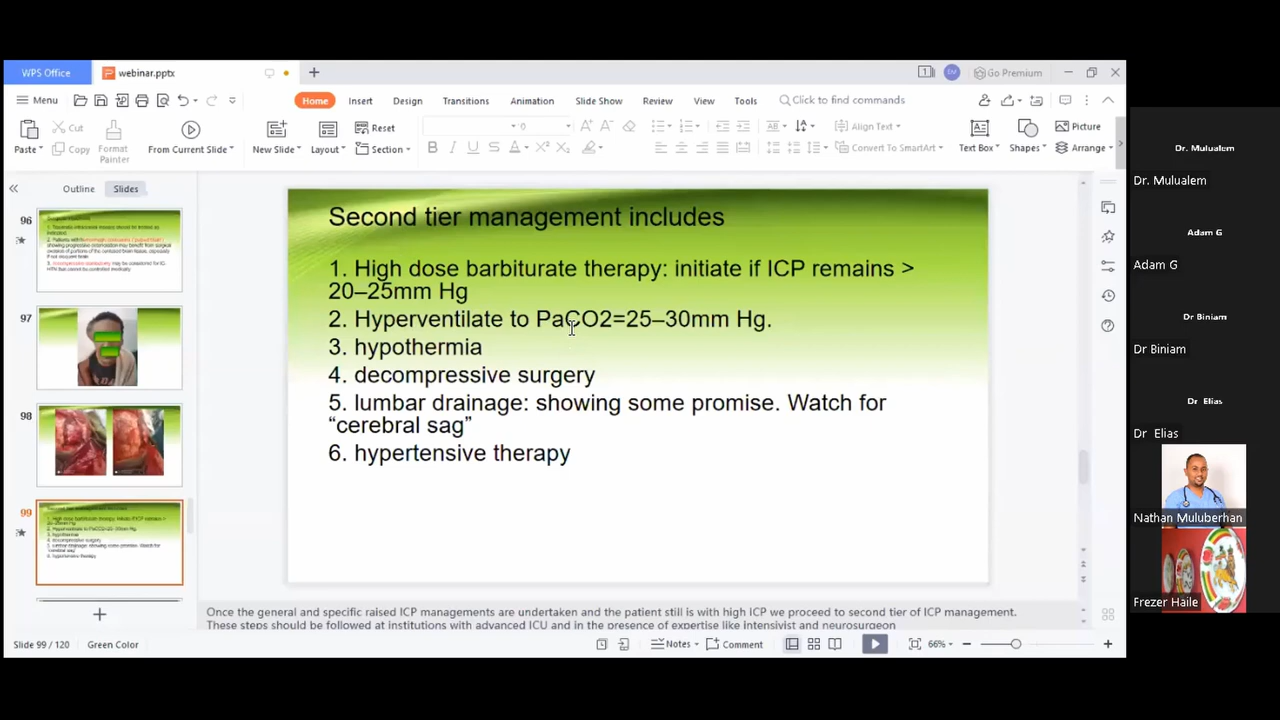 WPS Office
webinar.pptx
Go Premium
Menu
Home Insert Design Transitions Animation Slide Show Review View Tools Click to find commands
Paste Cut Copy Format Painter From Current Slide New Slide Layout Reset Section 0 B I U S A X² X₂ AB Align Text Convert To SmartArt Text Box Shapes Picture Arrange
Outline Slides
96
97
98
99
Second tier management includes
1. High dose barbiturate therapy: initiate if ICP remains >
20–25mm Hg
2. Hyperventilate to PaCO2=25–30mm Hg.
3. hypothermia
4. decompressive surgery
5. lumbar drainage: showing some promise. Watch for
“cerebral sag”
6. hypertensive therapy
Once the general and specific raised ICP managements are undertaken and the patient still is with high ICP we proceed to second tier of ICP management.
These steps should be followed at institutions with advanced ICU and in the presence of expertise like intensivist and neurosurgeon
Slide 99 / 120 Green Color Notes Comment 66%
Dr. Mulualem
Dr. Mulualem
Adam G
Adam G
Dr Biniam
Dr Biniam
Dr. Elias
Dr Elias
Nathan Muluberhan
Frezer Haile